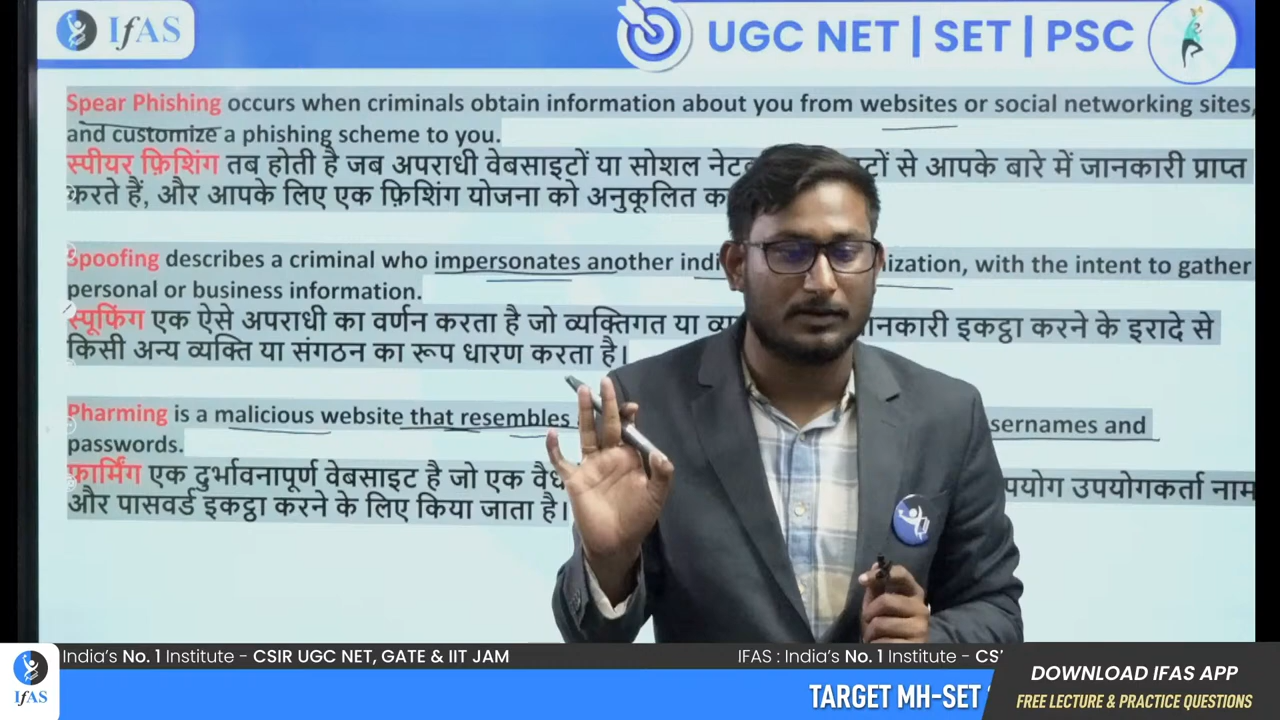 IfAS
UGC NET | SET | PSC
Spear Phishing occurs when criminals obtain information about you from websites or social networking sites,
and customize a phishing scheme to you.
स्पीयर फ़िशिंग तब होती है जब अपराधी वेबसाइटों या सोशल से आपके बारे में जानकारी प्राप्त
करते हैं, और आपके लिए एक फ़िशिंग योजना को अनुकूलित
Spoofing describes a criminal who impersonates another with the intent to gather
personal or business information.
स्पूफिंग एक ऐसे अपराधी का वर्णन करता है जो व्यक्तिगत या इकट्ठा करने के इरादे से
किसी अन्य व्यक्ति या संगठन का रूप धारण करता है।
Pharming is a malicious website that resembles and
passwords.
फ़ार्मिंग एक दुर्भावनापूर्ण वेबसाइट है जो एक उपयोगकर्ता नाम
और पासवर्ड इकट्ठा करने के लिए किया जाता है।
India's No. 1 Institute - CSIR UGC NET, GATE & IIT JAM
IFAS : India's No. 1 Institute -
DOWNLOAD IFAS APP
FREE LECTURE & PRACTICE QUESTIONS
IfAS
TARGET MH-SET